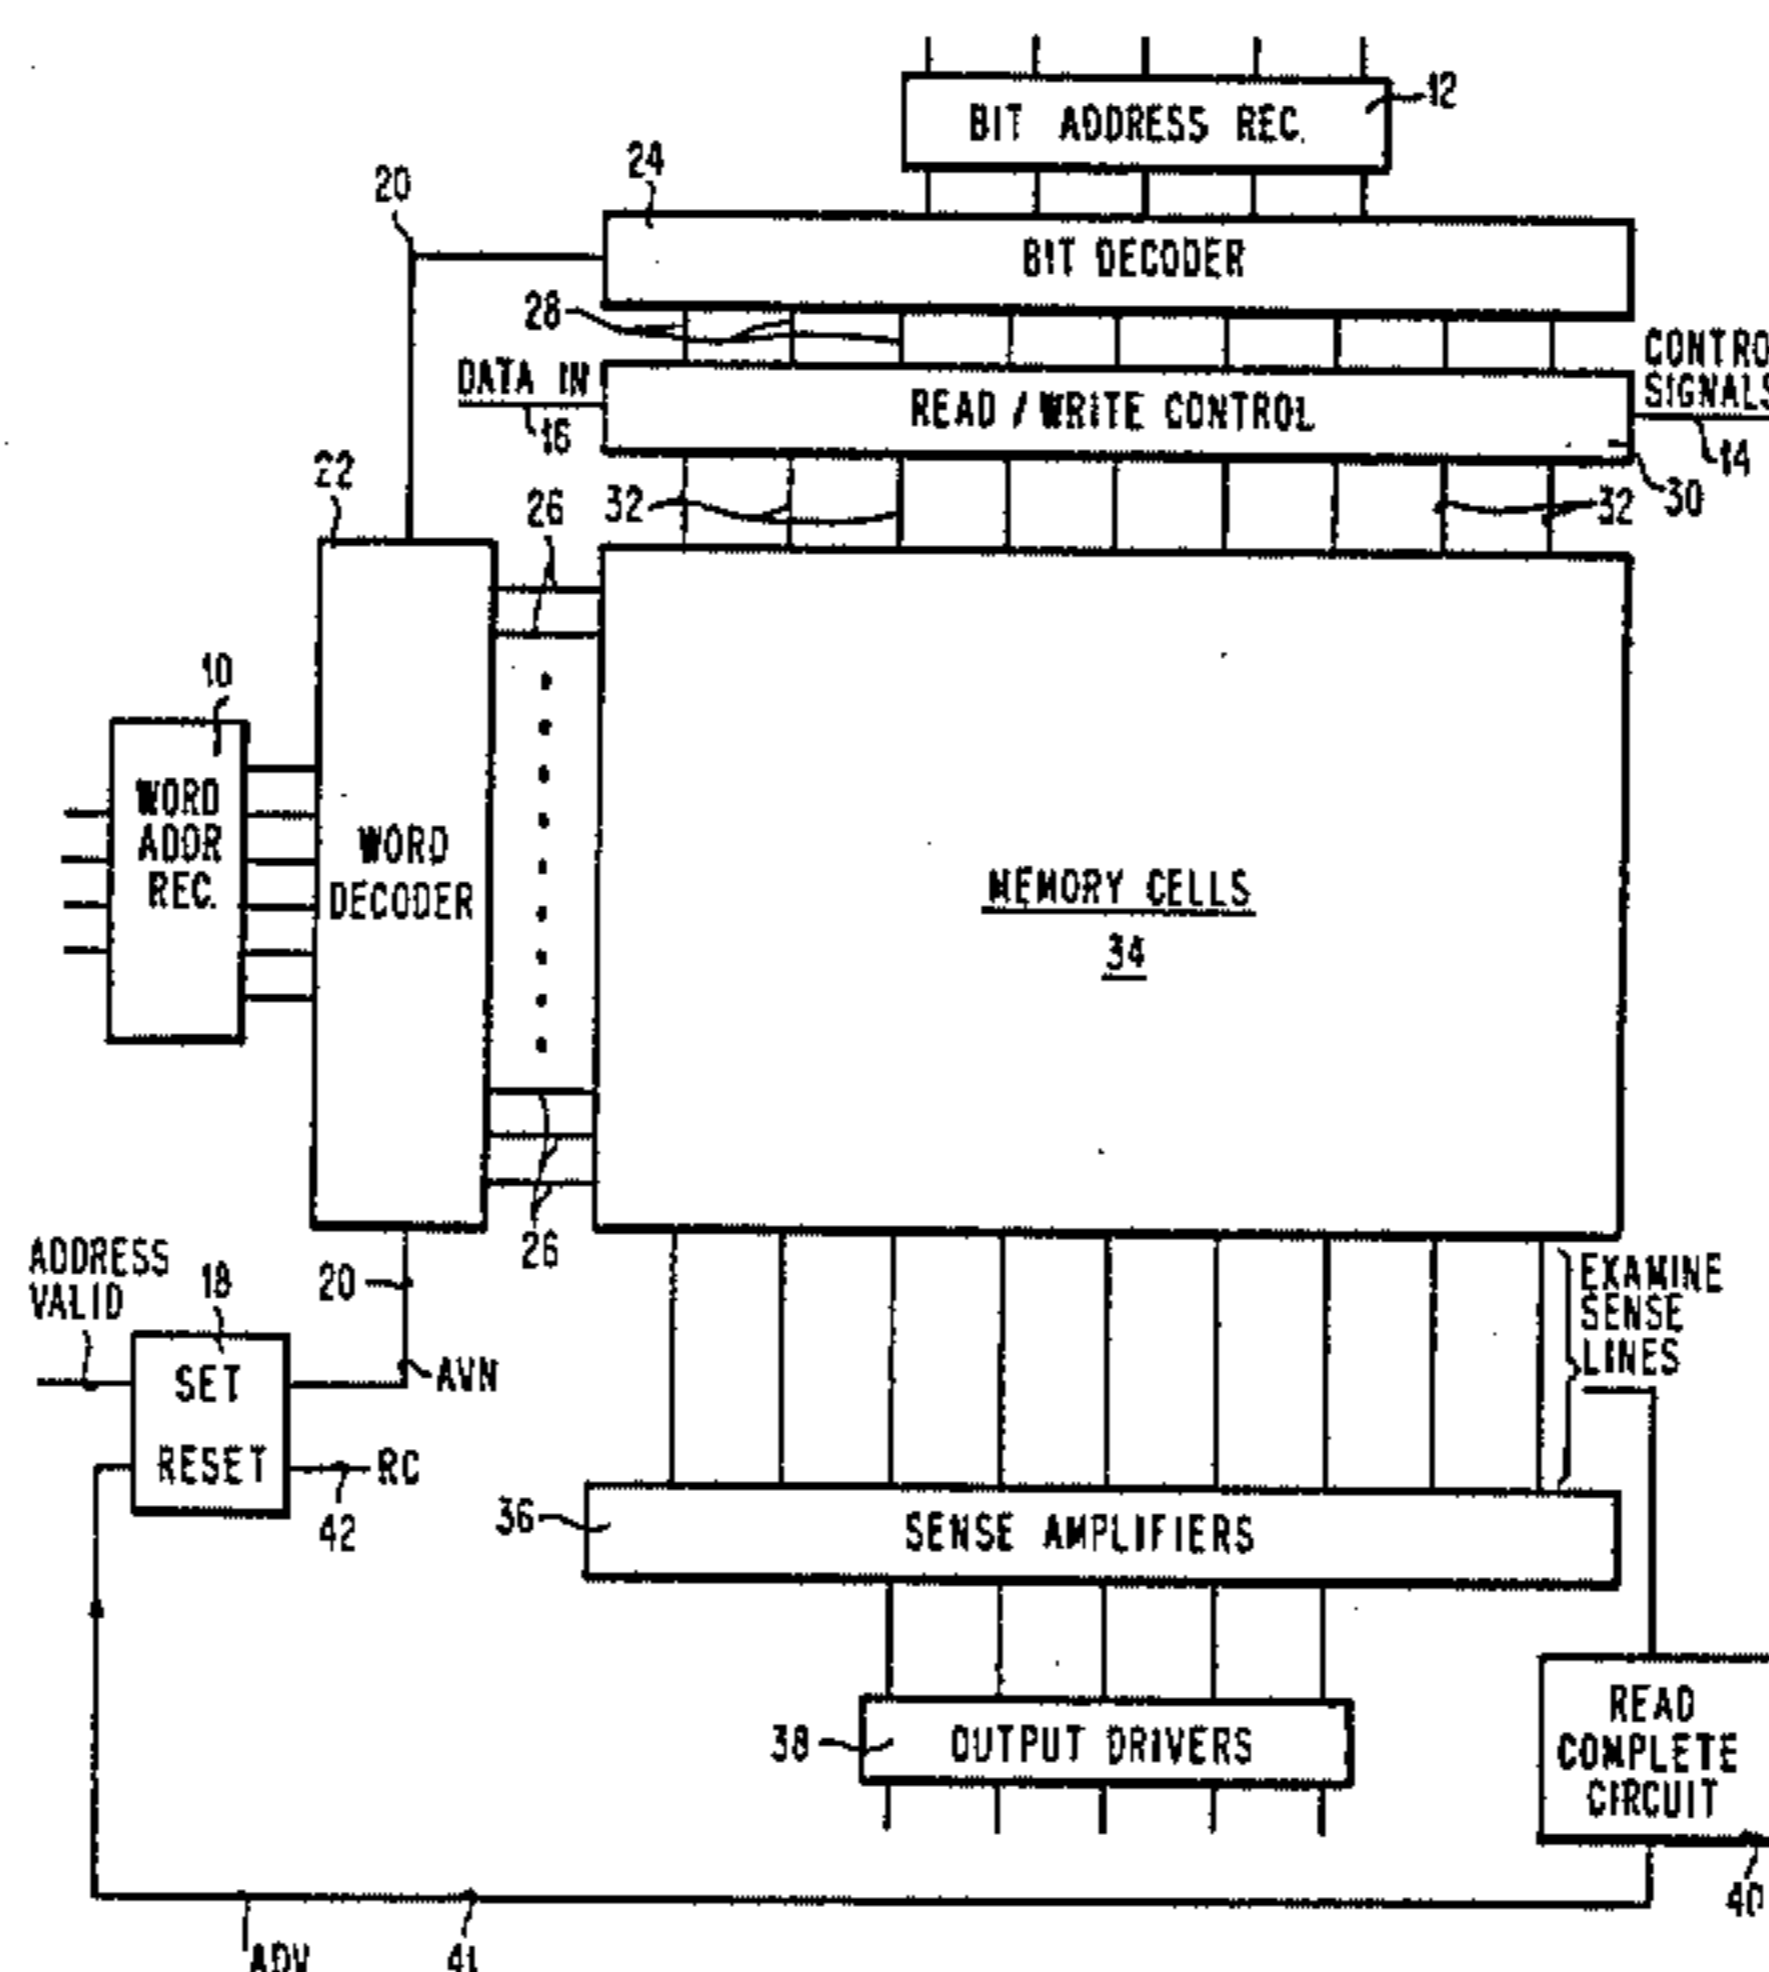 12
BIT ADDRESS REC.
24
20
BIT DECODER
28
CONTRO
SIGNALS
DATA IN
READ / WRITE CONTROL
16
14
22
26
32
32
30
10
WORD
ADDR
REC.
WORD
DECODER
MEMORY CELLS
34
26
ADDRESS
VALID
18
20
EXAMINE
SENSE
LINES
SET
AVN
RESET
RC
42
36
SENSE AMPLIFIERS
READ
COMPLETE
CIRCUIT
38
OUTPUT DRIVERS
40
ADV
41